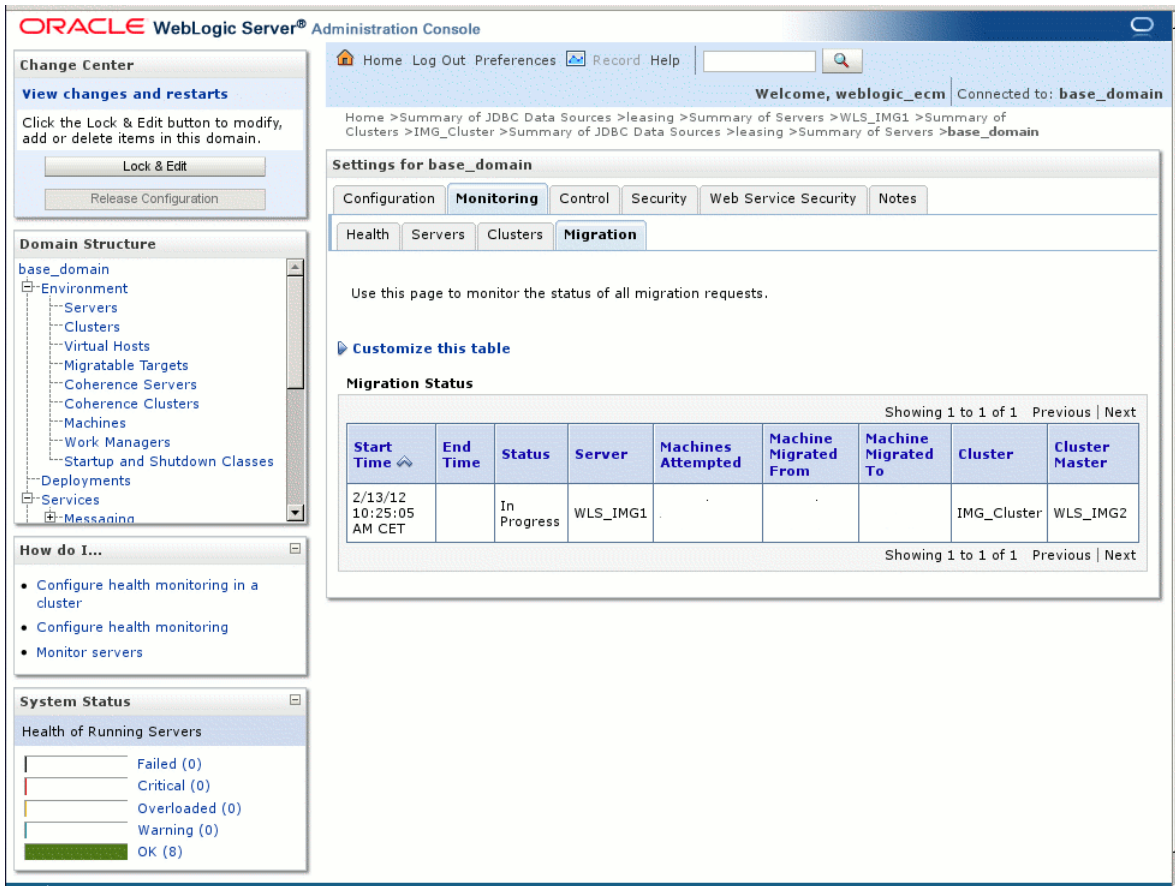 ORACLE WebLogic Server® Administration Console
Change Center
View changes and restarts
Click the Lock & Edit button to modify,
add or delete items in this domain.
Lock & Edit
Release Configuration
Domain Structure
base_domain
Environment
Servers
Clusters
Virtual Hosts
Migratable Targets
Coherence Servers
Coherence Clusters
Machines
Work Managers
Startup and Shutdown Classes
Deployments
Services
Messaging
How do I...
Configure health monitoring in a
cluster
Configure health monitoring
Monitor servers
System Status
Health of Running Servers
Failed (0)
Critical (0)
Overloaded (0)
Warning (0)
OK (8)
Home Log Out Preferences Record Help
Welcome, weblogic_ecm Connected to: base_domain
Home >Summary of JDBC Data Sources >leasing >Summary of Servers >WLS_IMG1 >Summary of
Clusters >IMG_Cluster >Summary of JDBC Data Sources >leasing >Summary of Servers >base_domain
Settings for base_domain
Configuration Monitoring Control Security Web Service Security Notes
Health Servers Clusters Migration
Use this page to monitor the status of all migration requests.
Customize this table
Migration Status
Showing 1 to 1 of 1 Previous | Next
Start Time End Time Status Server Machines Attempted Machine Migrated From Machine Migrated To Cluster Cluster Master
2/13/12 10:25:05 AM CET In Progress WLS_IMG1 IMG_Cluster WLS_IMG2
Showing 1 to 1 of 1 Previous | Next